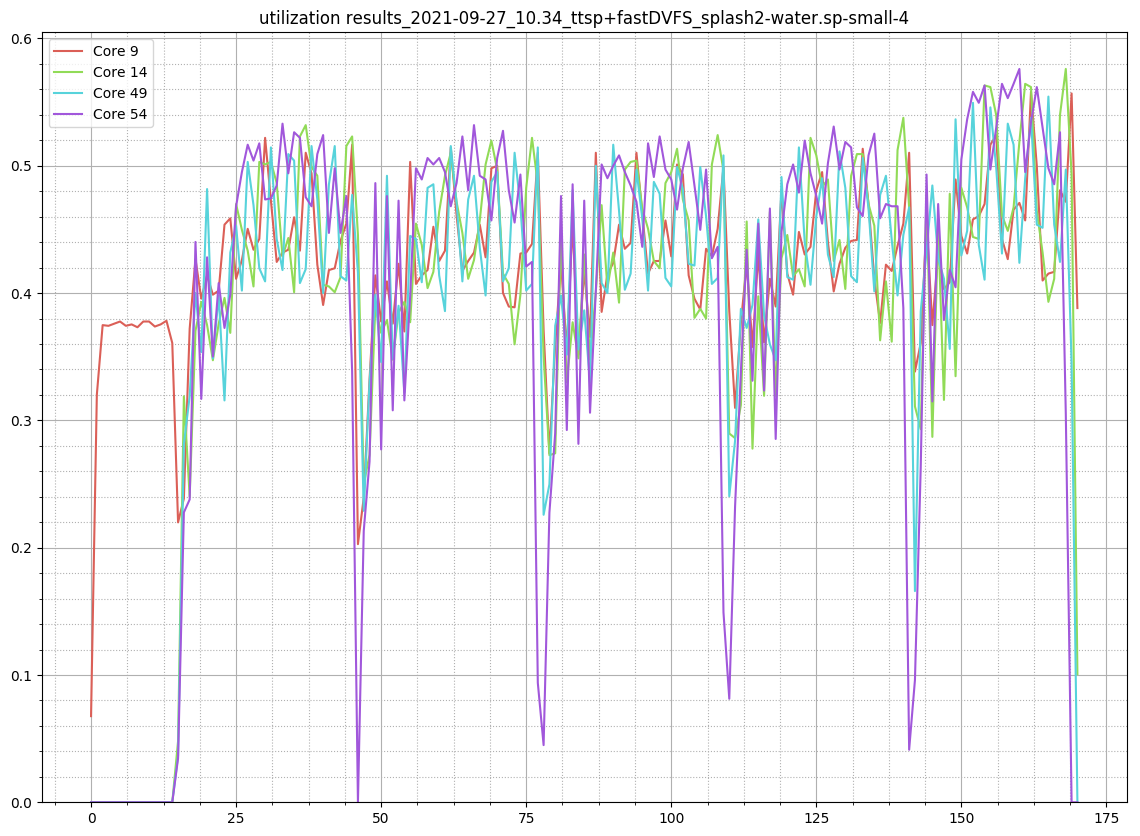 utilization results_2021-09-27_10.34_ttsp+fastDVFS_splash2-water.sp-small-4
Core 9
Core 14
Core 49
Core 54
0.6
0.5
0.4
0.3
0.2
0.1
0.0
0 25 50 75 100 125 150 175